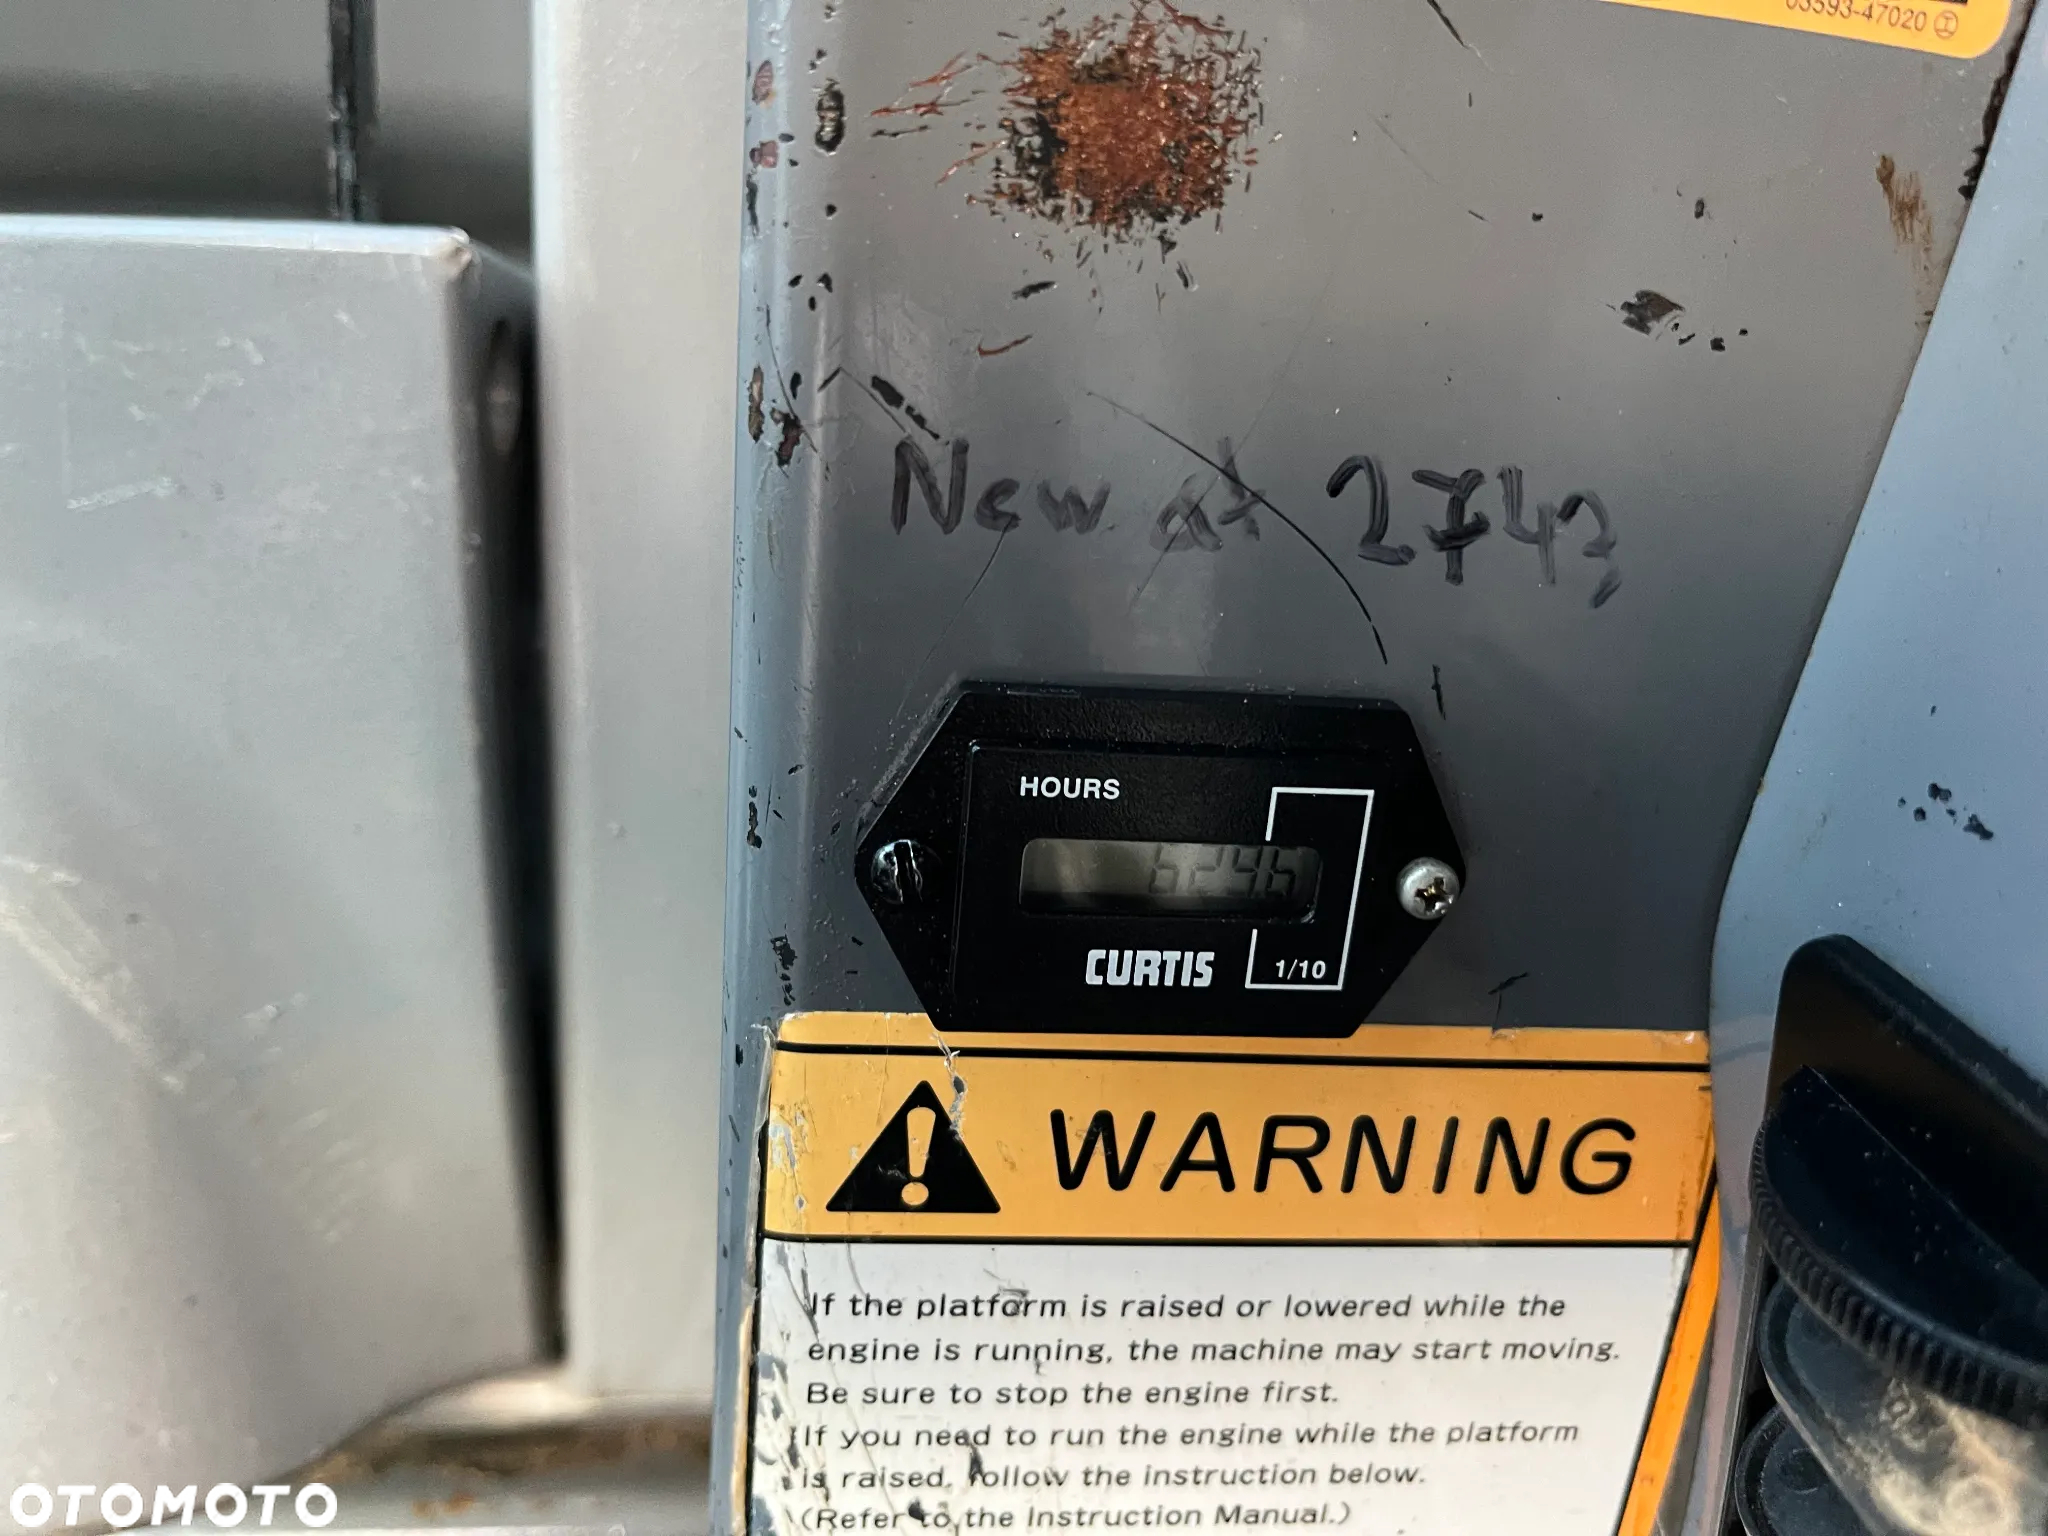 03593-47020
New at 2743
HOURS
6296
CURTIS
1/10
WARNING
If the platform is raised or lowered while the
engine is running, the machine may start moving.
Be sure to stop the engine first.
If you need to run the engine while the platform
is raised, follow the instruction below.
(Refer to the Instruction Manual.)
OTOMOTO